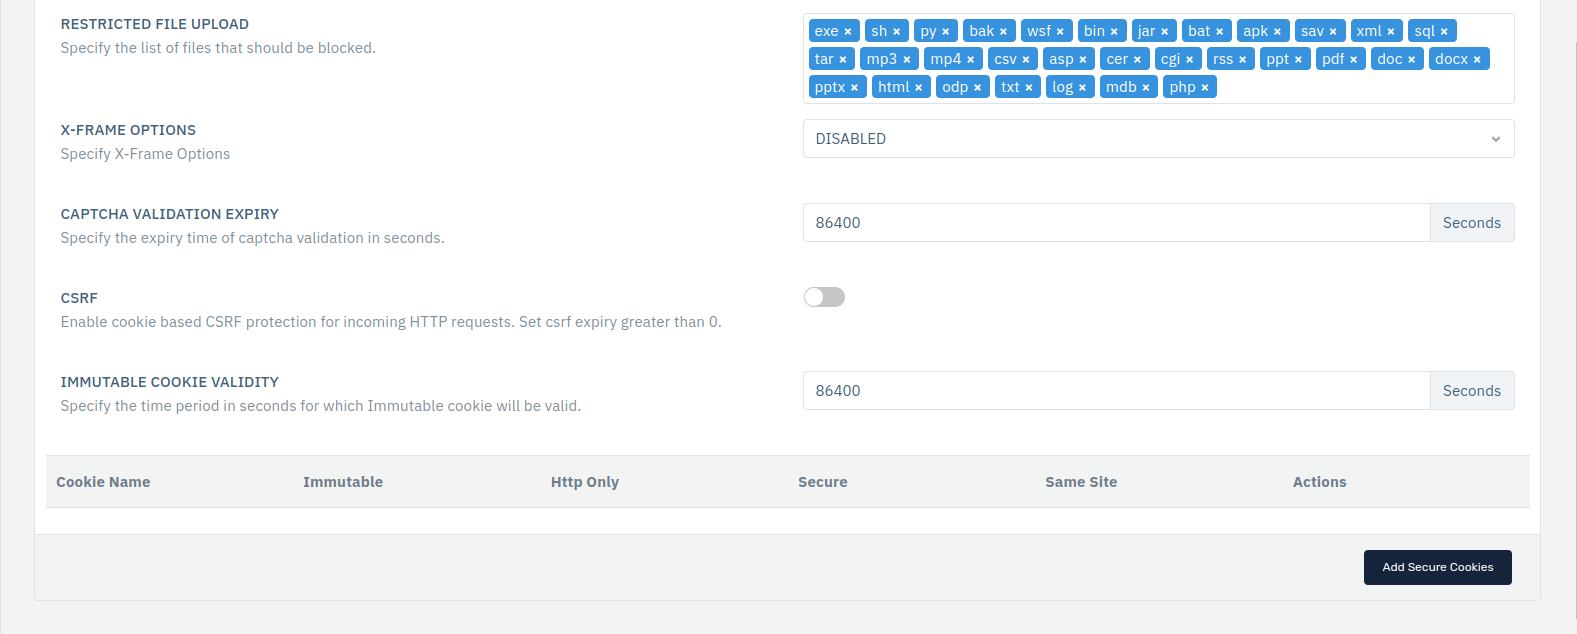 RESTRICTED FILE UPLOAD
Specify the list of files that should be blocked.
exe × sh × py × bak × wsf × bin × jar × bat × apk × sav × xml × sql ×
tar × mp3 × mp4 × csv × asp × cer × cgi × rss × ppt × pdf × doc × docx ×
pptx × html × odp × txt × log × mdb × php ×
X-FRAME OPTIONS
Specify X-Frame Options
DISABLED
CAPTCHA VALIDATION EXPIRY
Specify the expiry time of captcha validation in seconds.
86400 Seconds
CSRF
Enable cookie based CSRF protection for incoming HTTP requests. Set csrf expiry greater than 0.
IMMUTABLE COOKIE VALIDITY
Specify the time period in seconds for which Immutable cookie will be valid.
86400 Seconds
Cookie Name Immutable Http Only Secure Same Site Actions
Add Secure Cookies